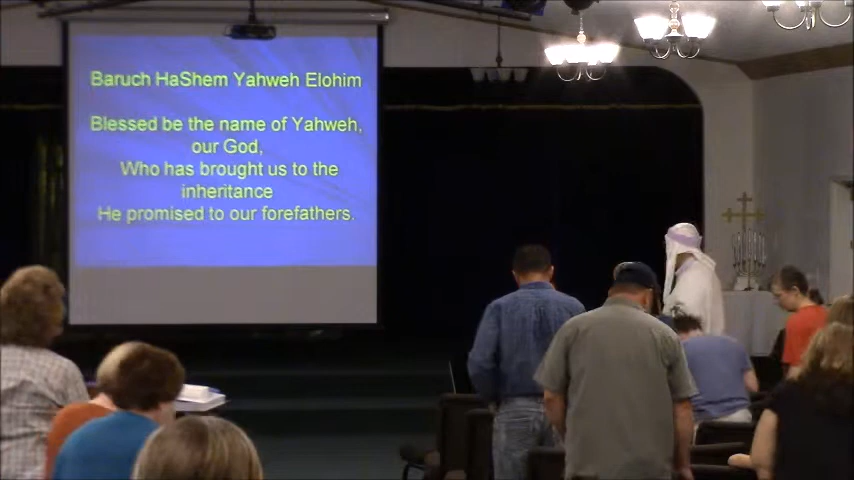 Baruch HaShem Yahweh Elohim
Blessed be the name of Yahweh,
our God,
Who has brought us to the
inheritance
He promised to our forefathers.